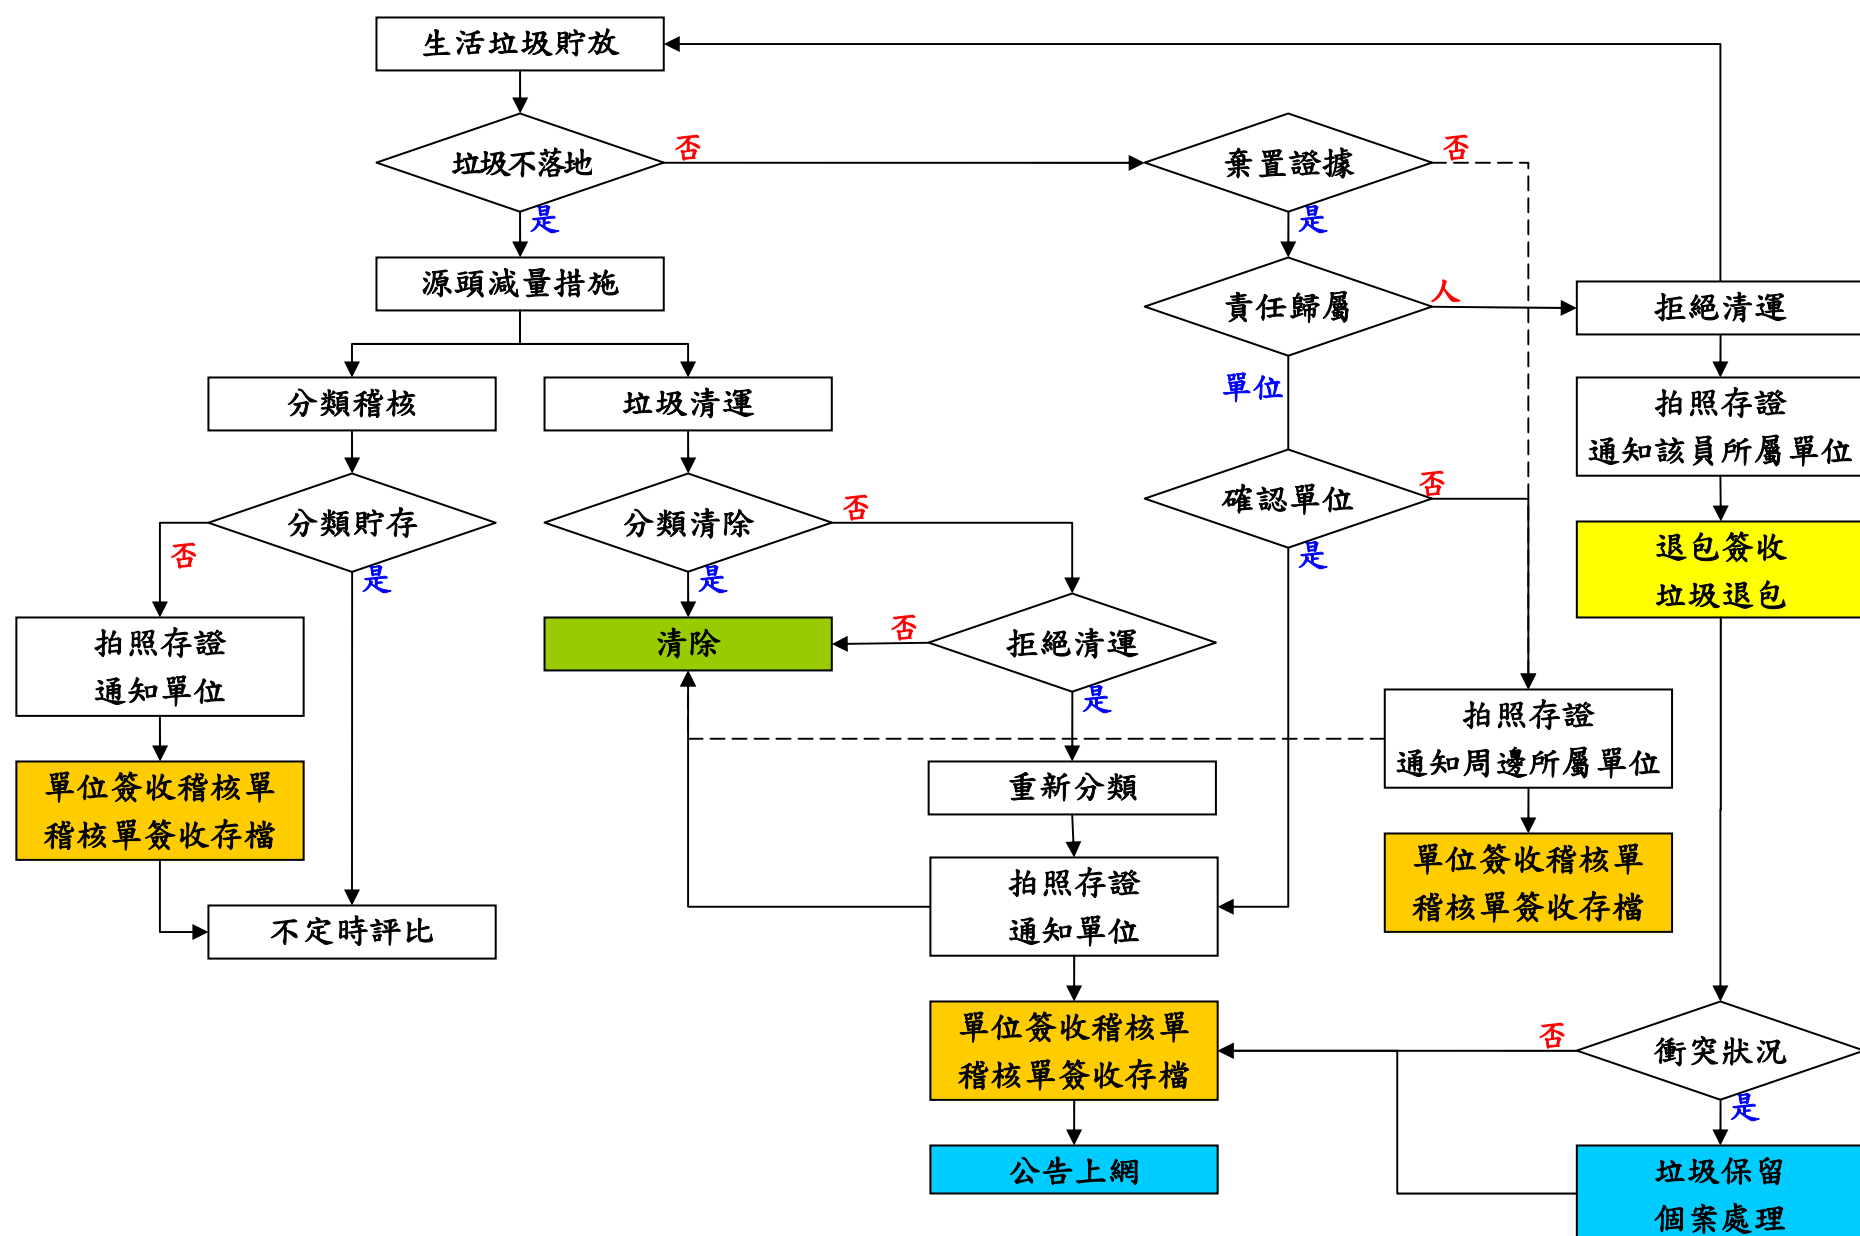 生活垃圾貯放
垃圾不落地
否
棄置證據
否
是
是
源頭減量措施
責任歸屬
人
拒絕清運
單位
分類稽核
垃圾清運
拍照存證
通知該員所屬單位
分類貯存
否
是
分類清除
否
是
確認單位
否
是
退包簽收
垃圾退包
拍照存證
通知單位
清除
否
拒絕清運
是
拍照存證
通知周邊所屬單位
單位簽收稽核單
稽核單簽收存檔
重新分類
單位簽收稽核單
稽核單簽收存檔
不定時評比
拍照存證
通知單位
單位簽收稽核單
稽核單簽收存檔
否
衝突狀況
是
公告上網
垃圾保留
個案處理